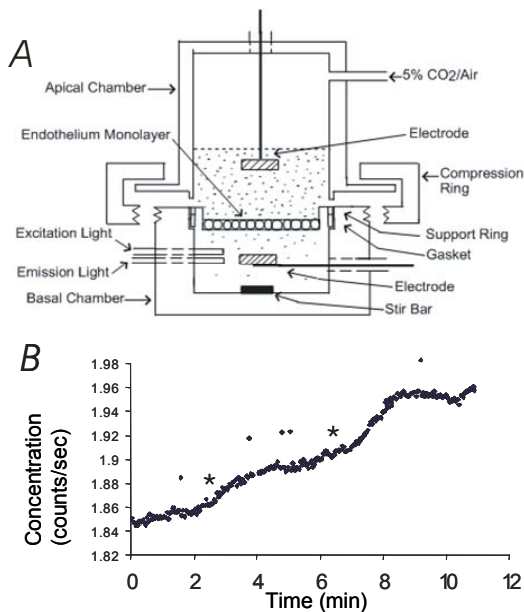 A
5% CO2/Air
Apical Chamber
Electrode
Endothelium Monolayer
Compression
Ring
Excitation Light
Support Ring
Gasket
Emission Light
Electrode
Basal Chamber
Stir Bar
B
Concentration
(counts/sec)
1.98
1.96
1.94
1.92
1.9
1.88
1.86
1.84
1.82
*
*
0 2 4 6 8 10 12
Time (min)